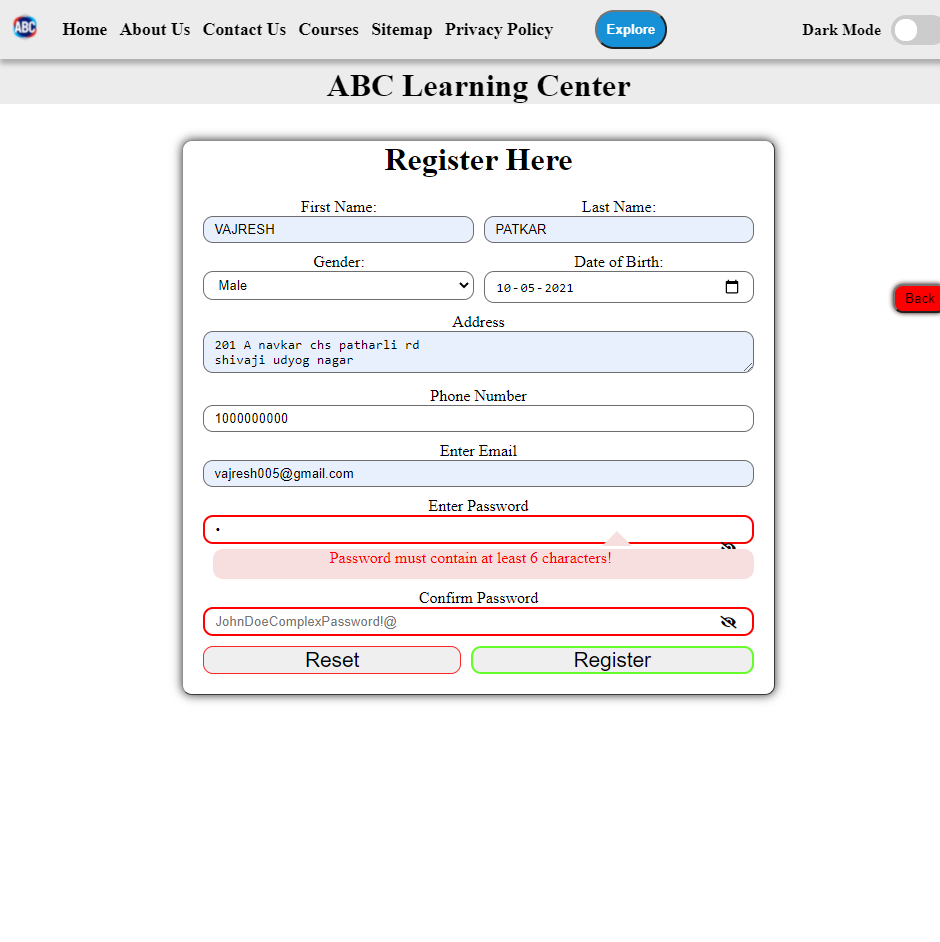 ABC Home About Us Contact Us Courses Sitemap Privacy Policy Explore Dark Mode
ABC Learning Center
Register Here
First Name: Last Name:
VAJRESH PATKAR
Gender: Date of Birth:
Male 10-05-2021
Back
Address
201 A navkar chs patharli rd
shivaji udyog nagar
Phone Number
1000000000
Enter Email
vajresh005@gmail.com
Enter Password
•
Password must contain at least 6 characters!
Confirm Password
JohnDoeComplexPassword!@
Reset Register